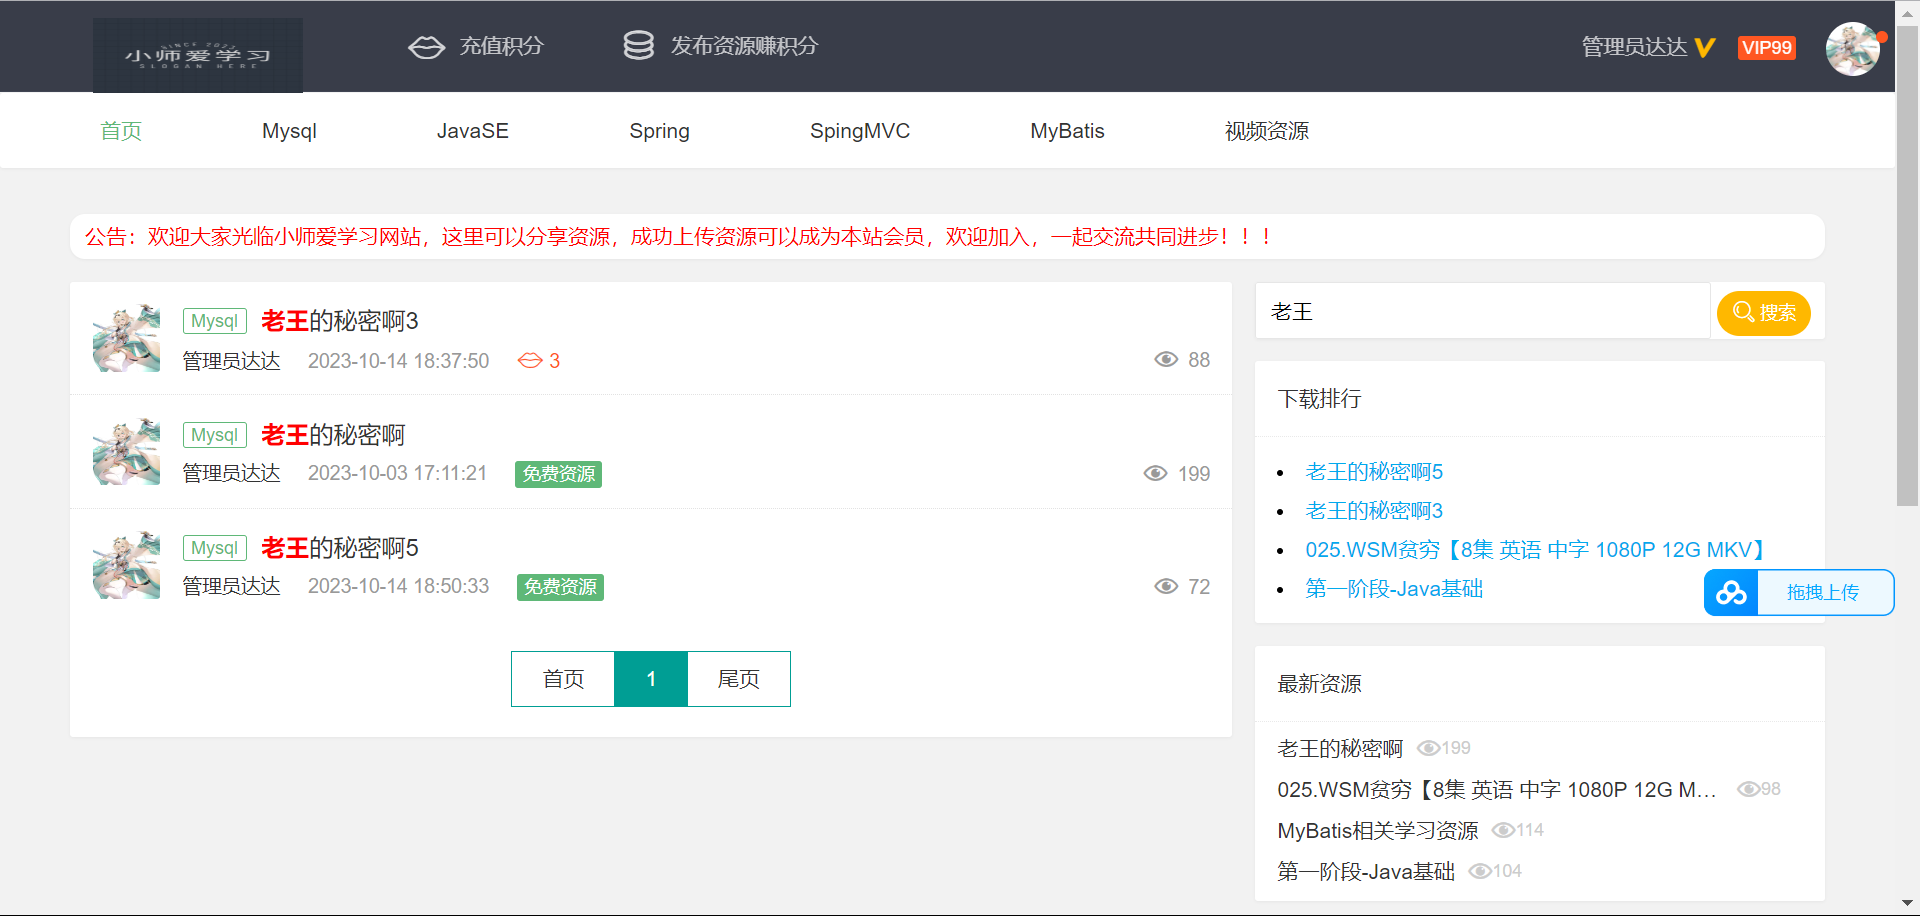 小师爱学习
SINCE 2022
SLOGAN HERE
充值积分
发布资源赚积分
管理员达达
VIP99
首页
Mysql
JavaSE
Spring
SpingMVC
MyBatis
视频资源
公告：欢迎大家光临小师爱学习网站，这里可以分享资源，成功上传资源可以成为本站会员，欢迎加入，一起交流共同进步！！！
Mysql 老王的秘密啊3
管理员达达 2023-10-14 18:37:50 3 88
Mysql 老王的秘密啊
管理员达达 2023-10-03 17:11:21 免费资源 199
Mysql 老王的秘密啊5
管理员达达 2023-10-14 18:50:33 免费资源 72
首页 1 尾页
老王 搜索
下载排行
老王的秘密啊5
老王的秘密啊3
025.WSM贫穷【8集 英语 中字 1080P 12G MKV】
第一阶段-Java基础
拖拽上传
最新资源
老王的秘密啊 199
025.WSM贫穷【8集 英语 中字 1080P 12G M... 98
MyBatis相关学习资源 114
第一阶段-Java基础 104